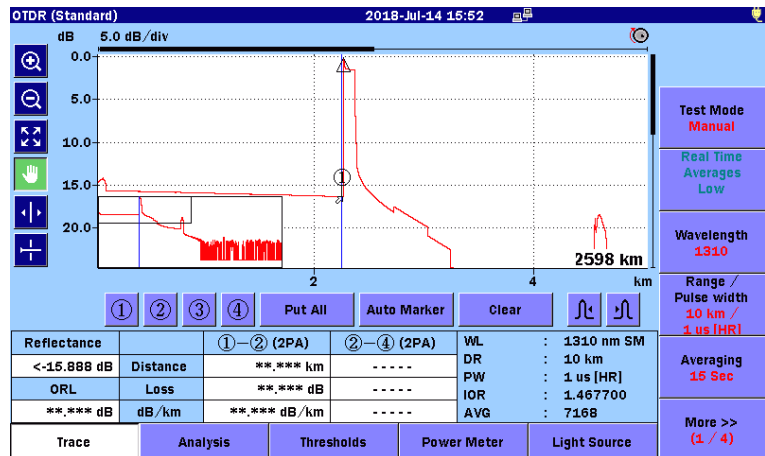 OTDR (Standard) 2018-Jul-14 15:52
dB 5.0 dB/div
0.0
5.0
10.0
15.0
20.0
①
2598 km
2 4 km
Test Mode
Manual
Real Time
Averages
Low
Wavelength
1310
Range /
Pulse width
10 km /
1 us [HR]
Averaging
15 Sec
More >>
(1 / 4)
① ② ③ ④ Put All Auto Marker Clear
Reflectance ①—② (2PA) ②—④ (2PA) WL : 1310 nm SM
<-15.888 dB Distance **.*** km ----- DR : 10 km
ORL Loss **.*** dB ----- PW : 1 us [HR]
IOR : 1.467700
**.*** dB dB/km **.*** dB/km ----- AVG : 7168
Trace Analysis Thresholds Power Meter Light Source